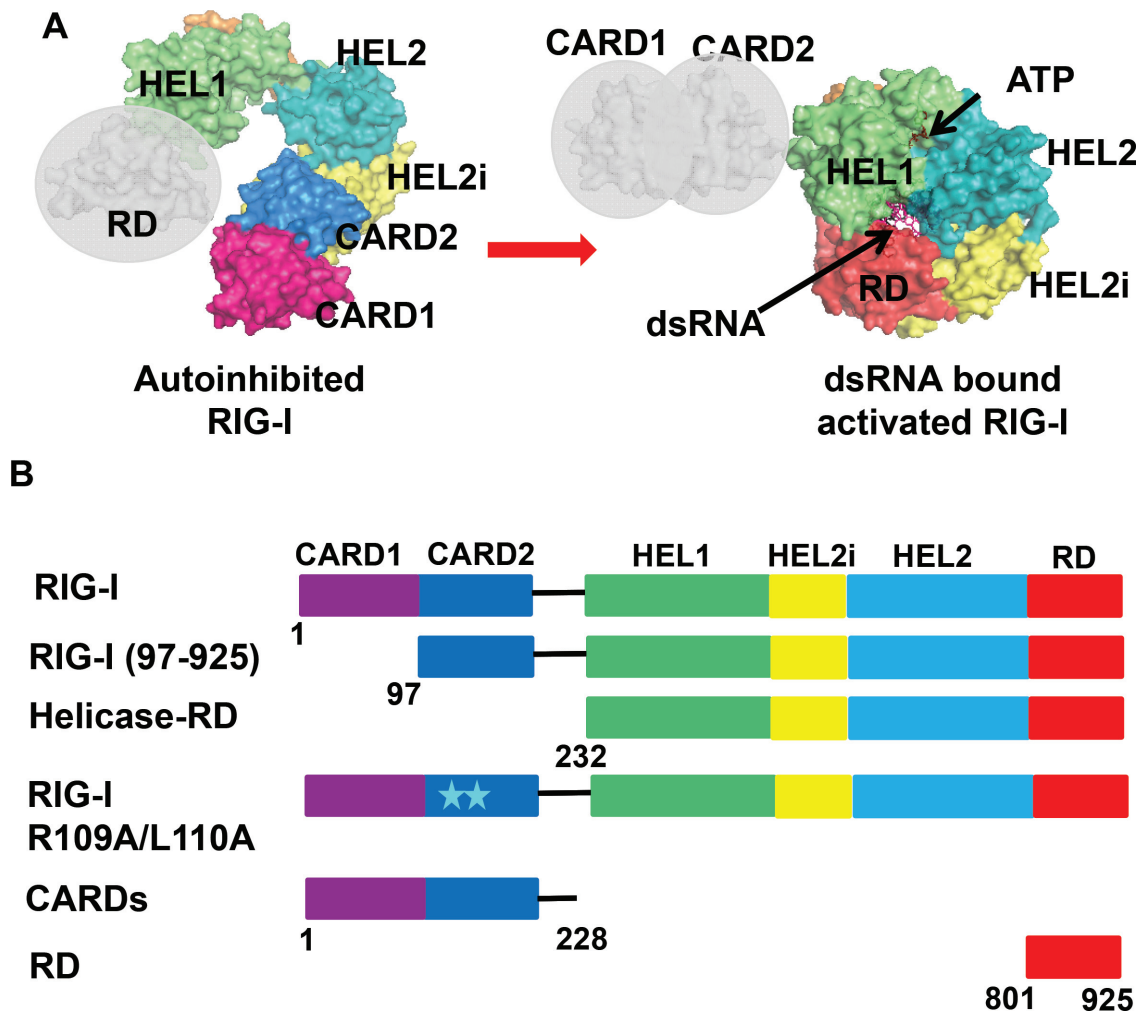 A
HEL1
HEL2
RD
HEL2i
CARD2
CARD1
Autoinhibited
RIG-I
CARD1
CARD2
ATP
HEL1
HEL2
RD
HEL2i
dsRNA
dsRNA bound
activated RIG-I
B
CARD1 CARD2 HEL1 HEL2i HEL2 RD
RIG-I
1
RIG-I (97-925)
97
Helicase-RD
232
RIG-I
R109A/L110A
CARDs
1 228
RD
801 925